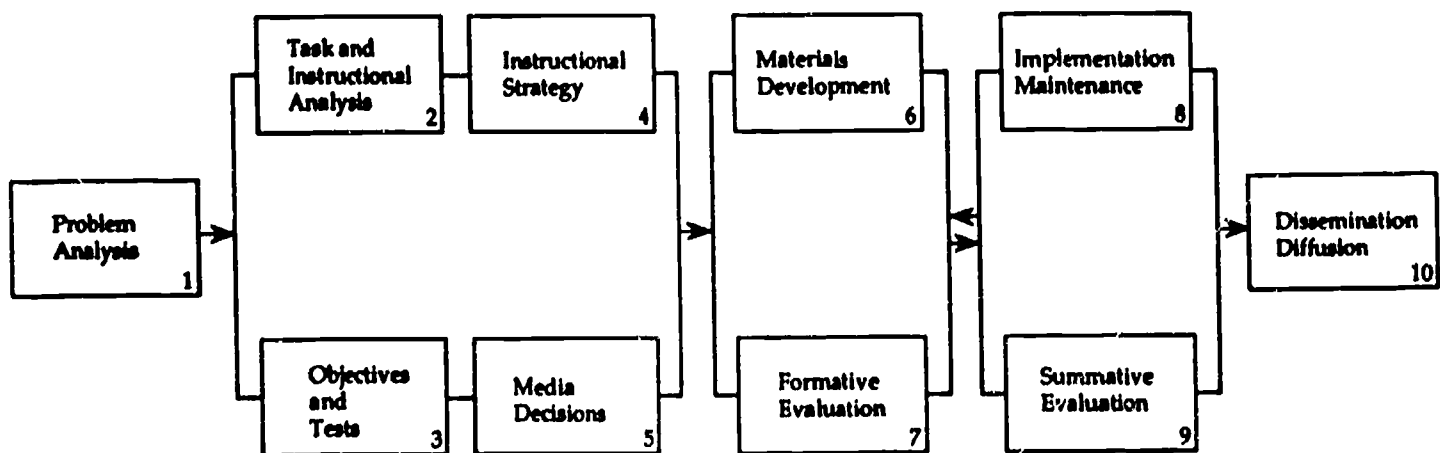 Problem
Analysis
1
Task and
Instructional
Analysis
2
Objectives
and
Tests
3
Instructional
Strategy
4
Media
Decisions
5
Materials
Development
6
Formative
Evaluation
7
Implementation
Maintenance
8
Summative
Evaluation
9
Dissemination
Diffusion
10